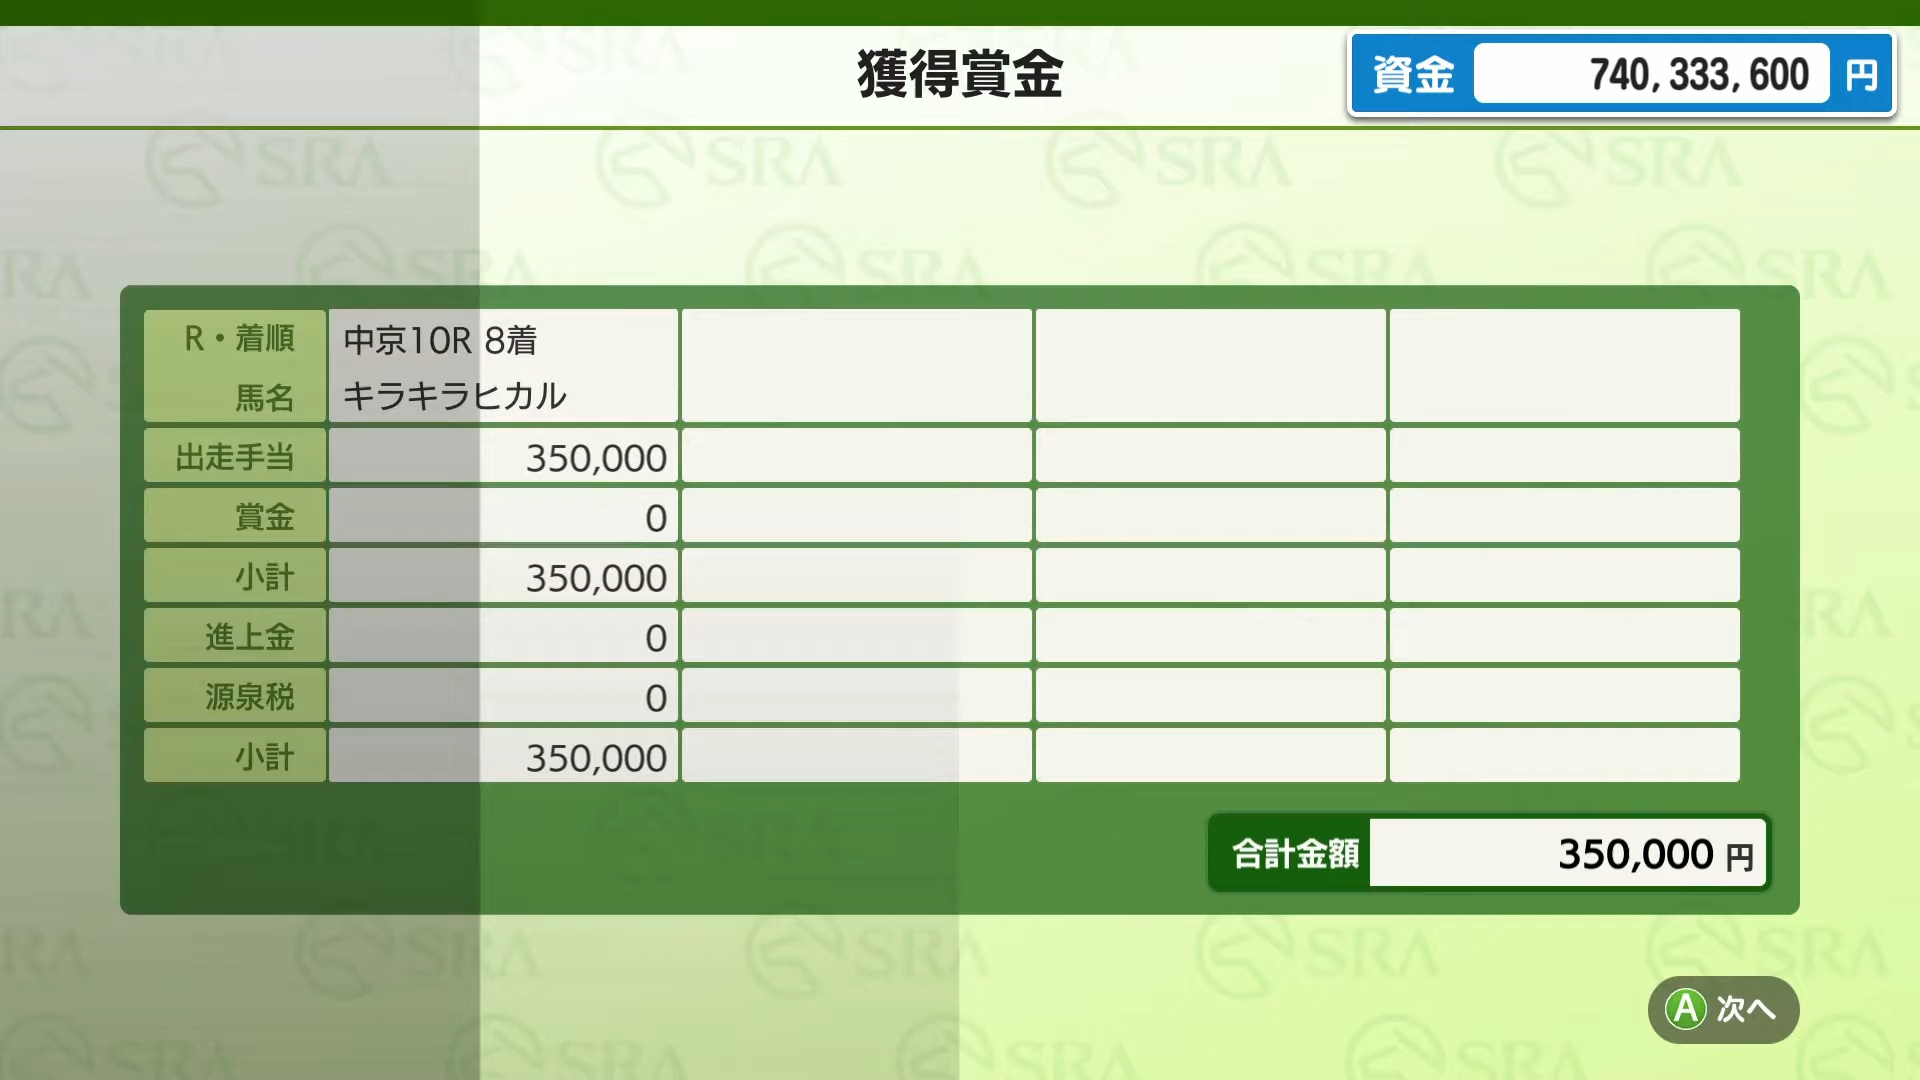 獲得賞金
資金 740,333,600 円
R・着順 中京10R 8着
馬名 キラキラヒカル
出走手当 350,000
賞金 0
小計 350,000
進上金 0
源泉税 0
小計 350,000
合計金額 350,000 円
A 次へ
SRA